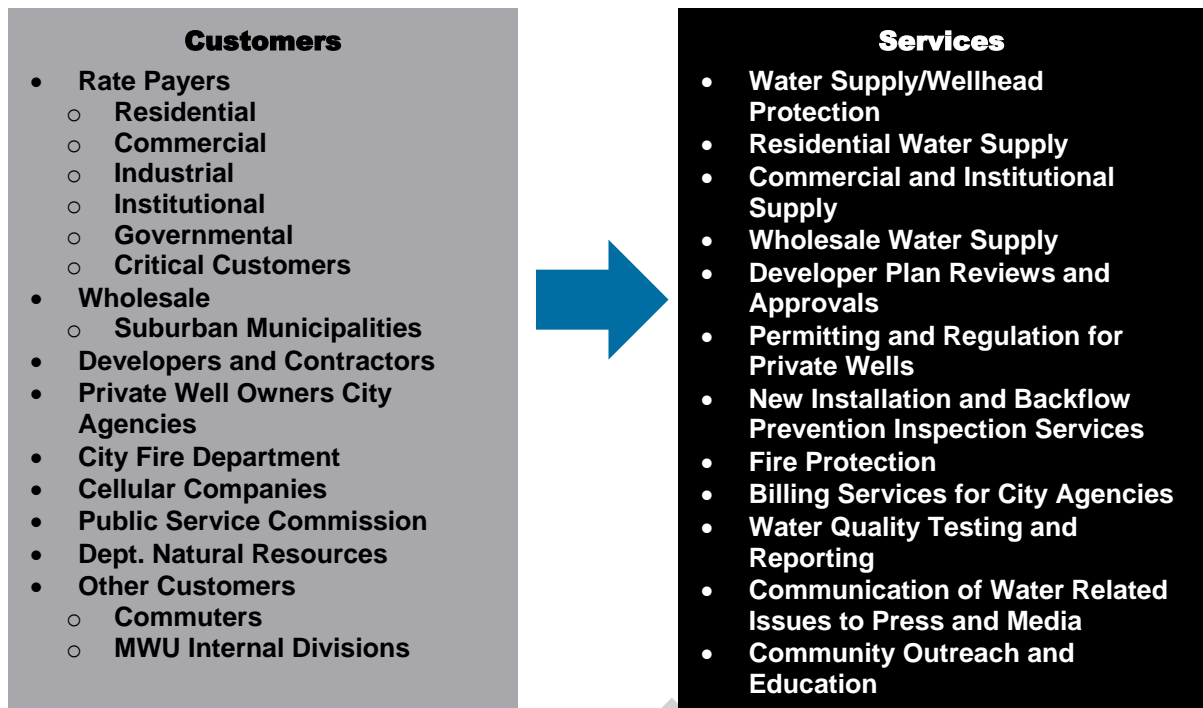 Customers
• Rate Payers
o Residential
o Commercial
o Industrial
o Institutional
o Governmental
o Critical Customers
• Wholesale
o Suburban Municipalities
• Developers and Contractors
• Private Well Owners City
Agencies
• City Fire Department
• Cellular Companies
• Public Service Commission
• Dept. Natural Resources
• Other Customers
o Commuters
o MWU Internal Divisions
Services
• Water Supply/Wellhead
Protection
• Residential Water Supply
• Commercial and Institutional
Supply
• Wholesale Water Supply
• Developer Plan Reviews and
Approvals
• Permitting and Regulation for
Private Wells
• New Installation and Backflow
Prevention Inspection Services
• Fire Protection
• Billing Services for City Agencies
• Water Quality Testing and
Reporting
• Communication of Water Related
Issues to Press and Media
• Community Outreach and
Education